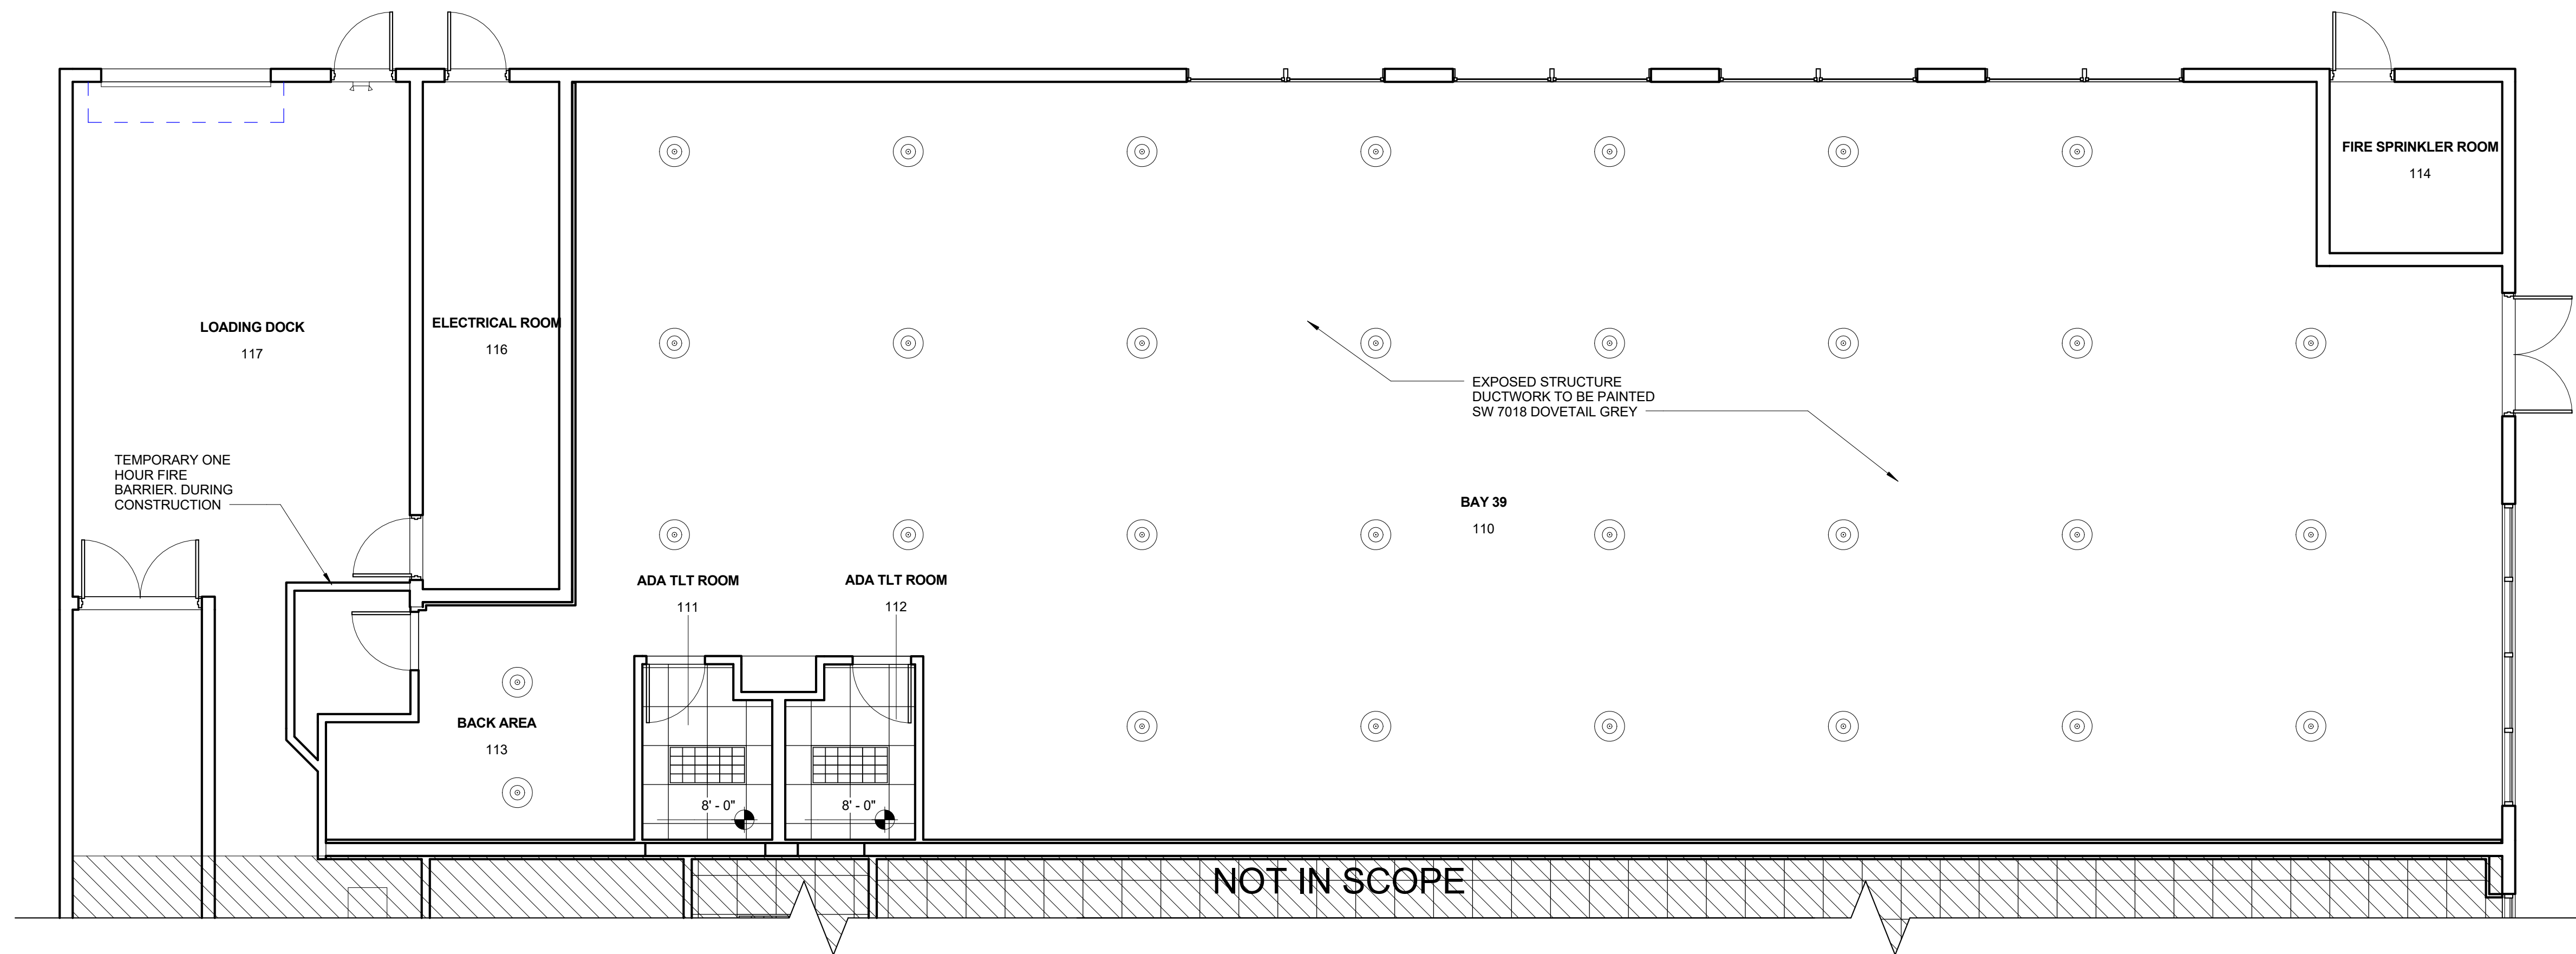 FIRE SPRINKLER ROOM
114
LOADING DOCK
117
ELECTRICAL ROOM
116
EXPOSED STRUCTURE
DUCTWORK TO BE PAINTED
SW 7018 DOVETAIL GREY
TEMPORARY ONE
HOUR FIRE
BARRIER. DURING
CONSTRUCTION
BAY 39
110
ADA TLT ROOM
111
ADA TLT ROOM
112
BACK AREA
113
8' - 0"
8' - 0"
NOT IN SCOPE